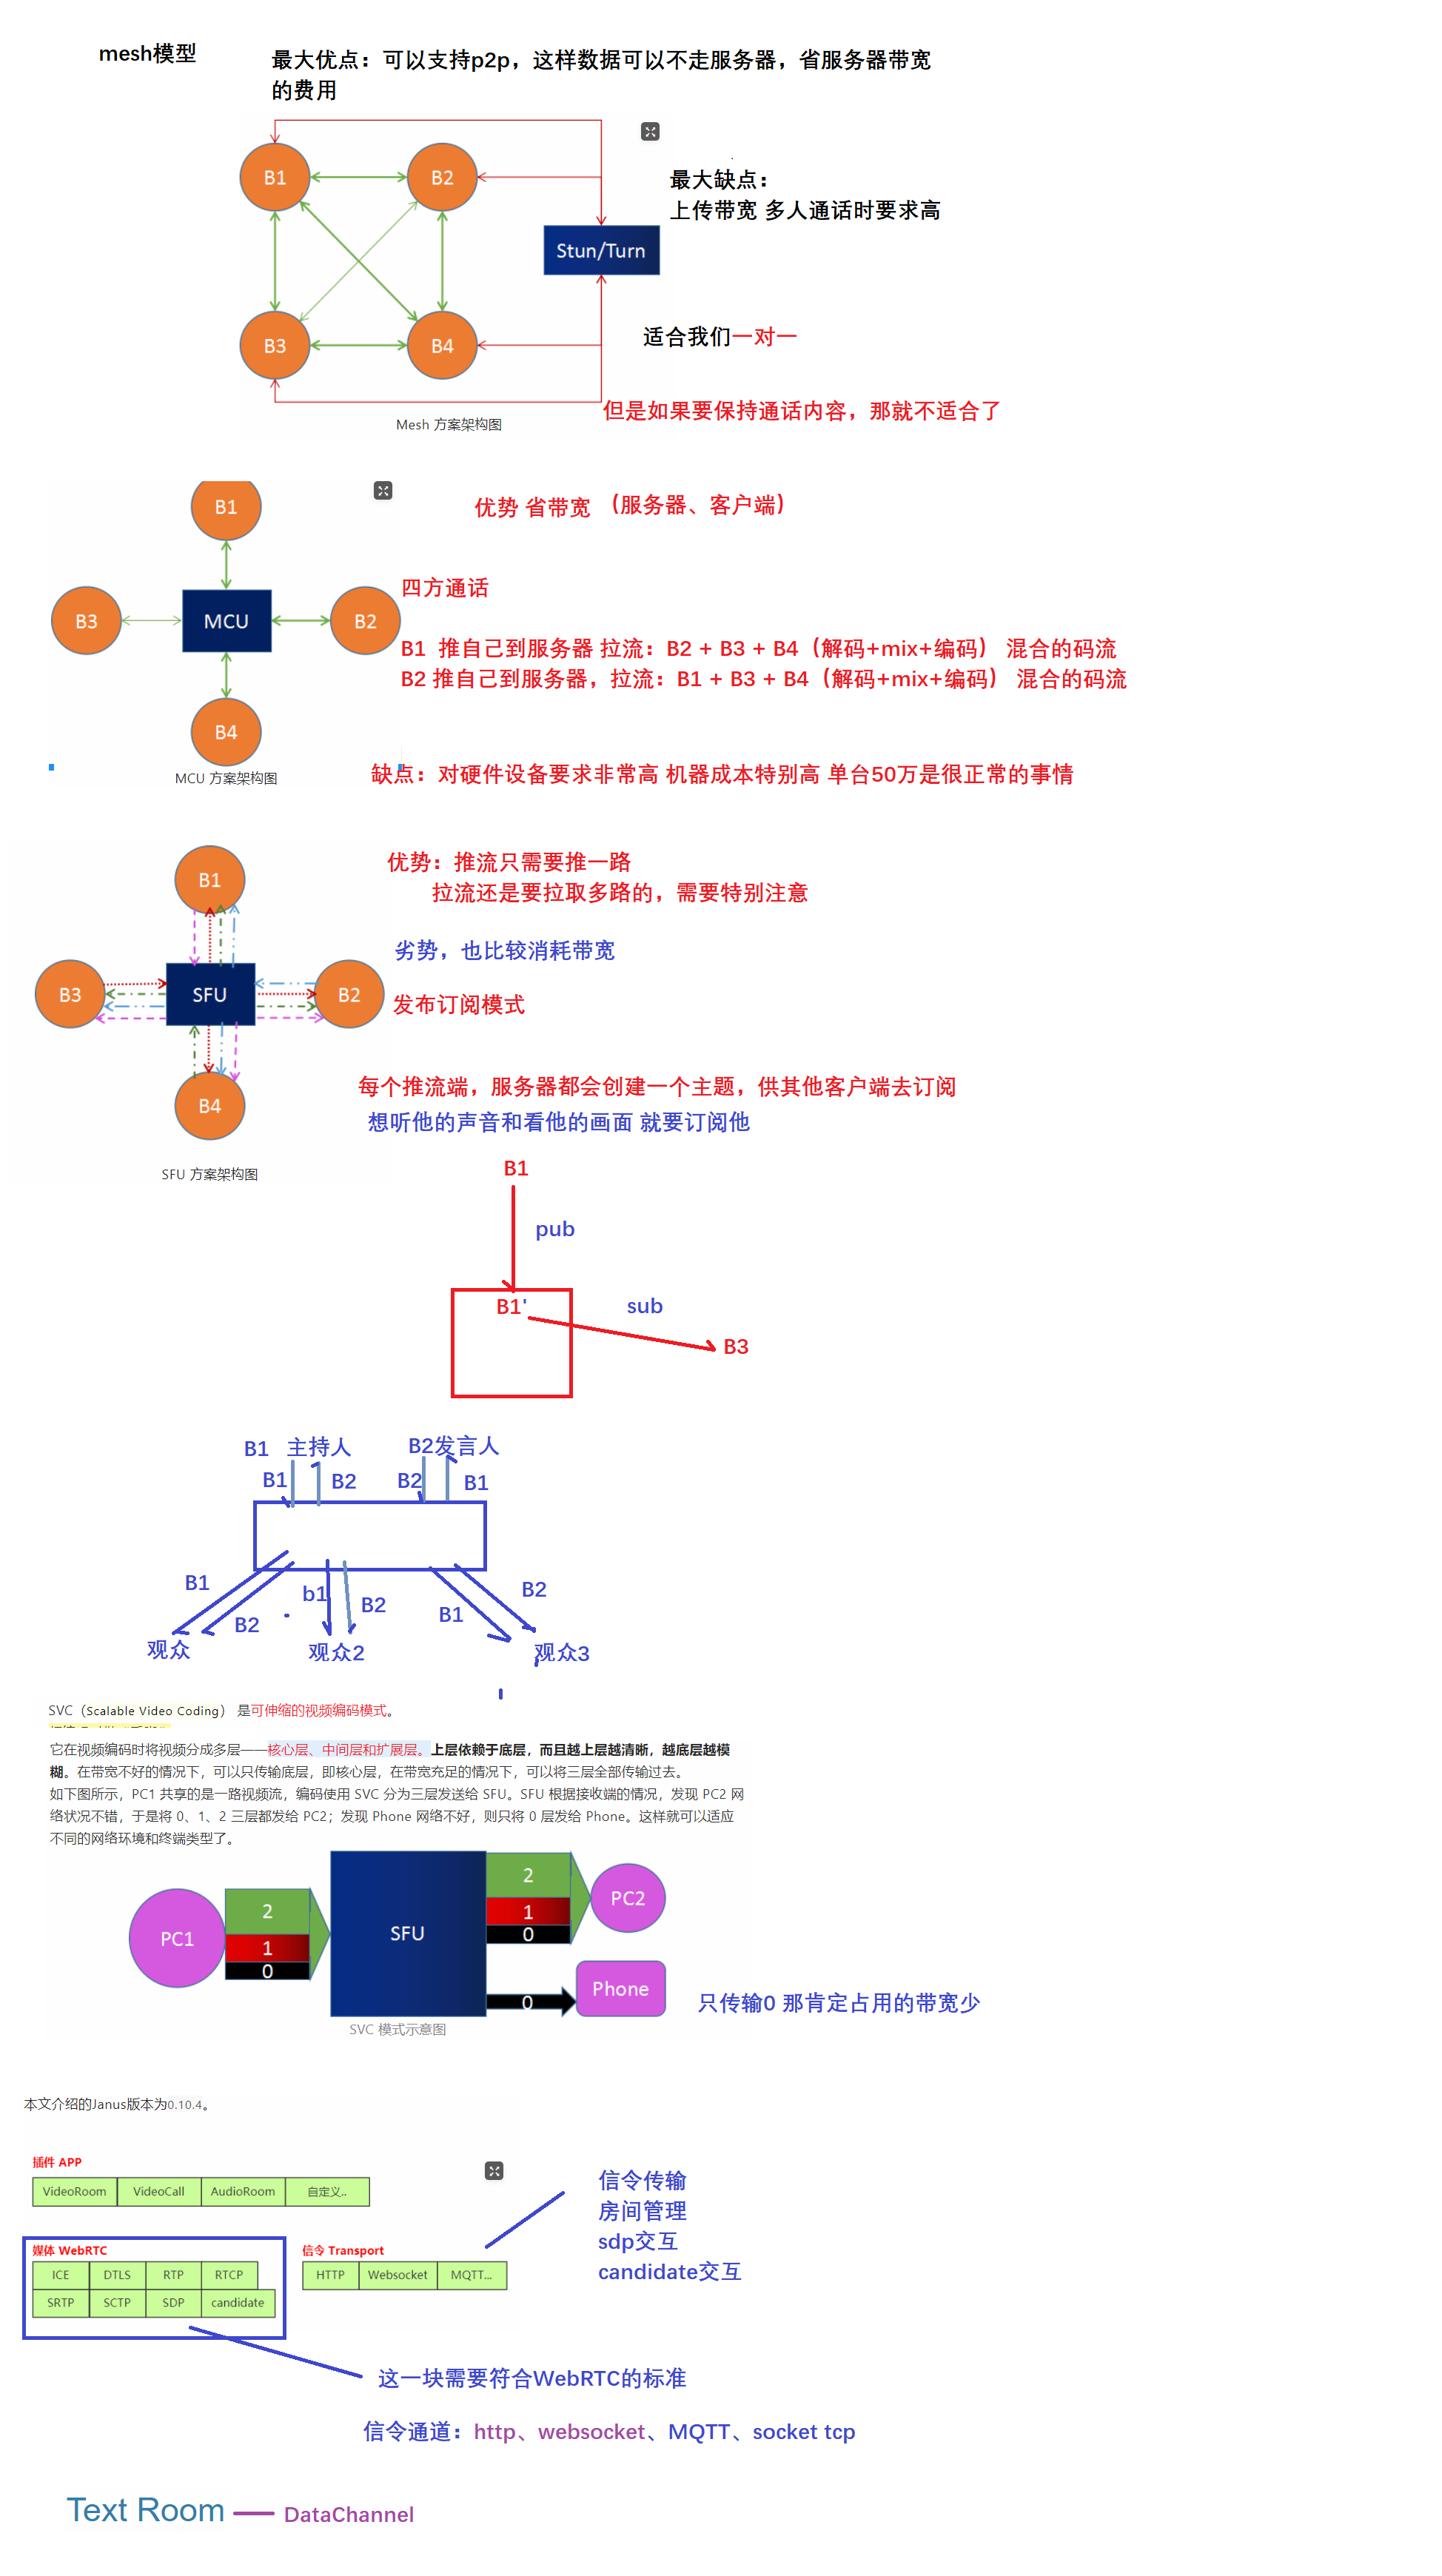 mesh模型
最大优点：可以支持p2p，这样数据可以不走服务器，省服务器带宽
的费用
B1
B2
最大缺点：
上传带宽 多人通话时要求高
Stun/Turn
适合我们一对一
B3
B4
但是如果要保持通话内容，那就不适合了
Mesh 方案架构图
B1
优势 省带宽 （服务器、客户端）
四方通话
B3
MCU
B2
B1 推自己到服务器 拉流：B2 + B3 + B4（解码+mix+编码） 混合的码流
B2 推自己到服务器，拉流：B1 + B3 + B4（解码+mix+编码） 混合的码流
B4
MCU 方案架构图
缺点：对硬件设备要求非常高 机器成本特别高 单台50万是很正常的事情
B1
优势：推流只需要推一路
拉流还是要拉取多路的，需要特别注意
劣势，也比较消耗带宽
B3
SFU
B2
发布订阅模式
每个推流端，服务器都会创建一个主题，供其他客户端去订阅
B4
想听他的声音和看他的画面 就要订阅他
SFU 方案架构图
B1
pub
B1'
sub
B3
B1 主持人
B2发言人
B1
B2
B2
B1
B1
B2
b1
B2
B1
B2
观众
观众2
观众3
SVC（Scalable Video Coding） 是可伸缩的视频编码模式。
它在视频编码时将视频分成多层——核心层、中间层和扩展层。上层依赖于底层，而且越上层越清晰，越底层越模
糊。在带宽不好的情况下，可以只传输底层，即核心层，在带宽充足的情况下，可以将三层全部传输过去。
如下图所示，PC1 共享的是一路视频流，编码使用 SVC 分为三层发送给 SFU。SFU 根据接收端的情况，发现 PC2 网
络状况不错，于是将 0、1、2 三层都发给 PC2；发现 Phone 网络不好，则只将 0 层发给 Phone。这样就可以适应
不同的网络环境和终端类型了。
PC1
2
1
0
SFU
2
1
0
PC2
0
Phone
只传输0 那肯定占用的带宽少
SVC 模式示意图
本文介绍的Janus版本为0.10.4。
插件 APP
VideoRoom
VideoCall
AudioRoom
自定义..
信令传输
房间管理
sdp交互
candidate交互
媒体 WebRTC
ICE
DTLS
RTP
RTCP
SRTP
SCTP
SDP
candidate
信令 Transport
HTTP
Websocket
MQTT...
这一块需要符合WebRTC的标准
信令通道：http、websocket、MQTT、socket tcp
Text Room
DataChannel